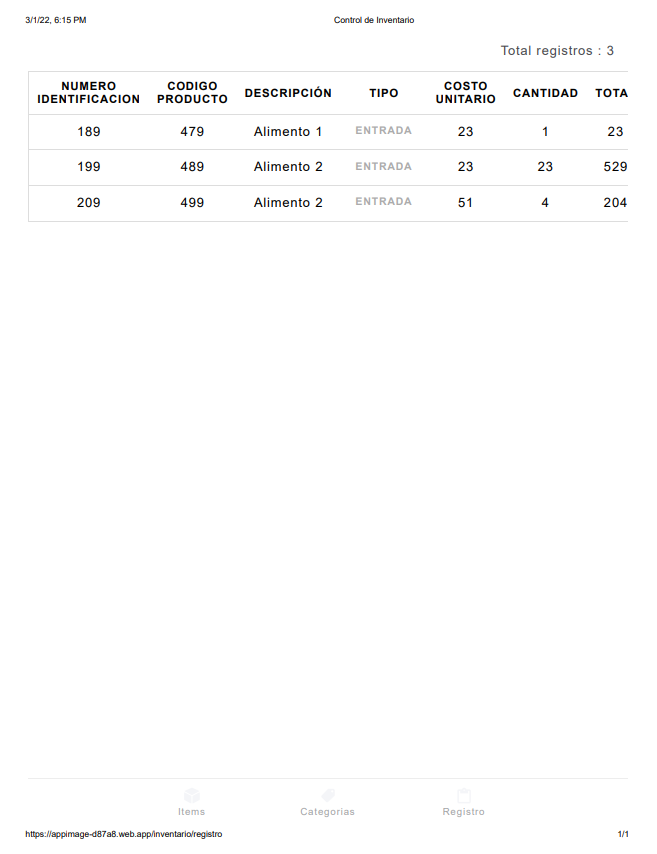 3/1/22, 6:15 PM Control de Inventario
Total registros : 3
NUMERO IDENTIFICACION CODIGO PRODUCTO DESCRIPCIÓN TIPO COSTO UNITARIO CANTIDAD TOTA
189 479 Alimento 1 ENTRADA 23 1 23
199 489 Alimento 2 ENTRADA 23 23 529
209 499 Alimento 2 ENTRADA 51 4 204
Items Categorias Registro
https://appimage-d87a8.web.app/inventario/registro 1/1